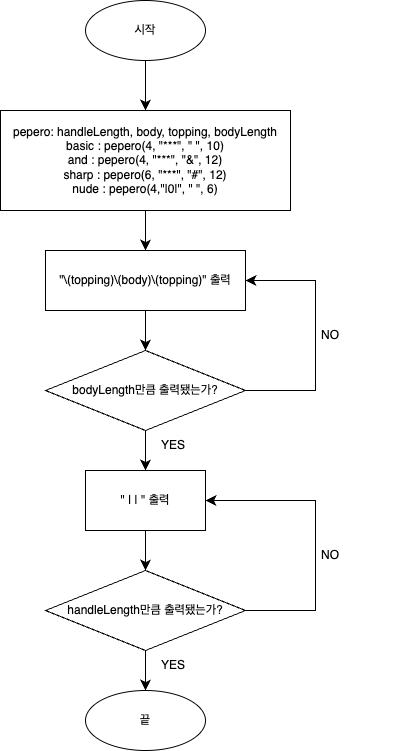 시작
pepero: handleLength, body, topping, bodyLength
basic : pepero(4, "***", " ", 10)
and : pepero(4, "***", "&", 12)
sharp : pepero(6, "***", "#", 12)
nude : pepero(4,"|0|", " ", 6)
"\(topping)\(body)\(topping)" 출력
NO
bodyLength만큼 출력됐는가?
YES
" | | " 출력
NO
handleLength만큼 출력됐는가?
YES
끝